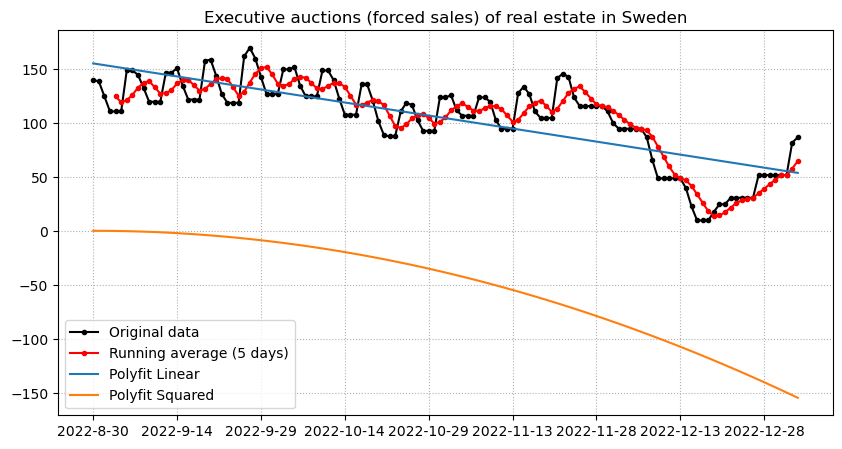 Executive auctions (forced sales) of real estate in Sweden
150
100
50
0
−50
−100
−150
Original data
Running average (5 days)
Polyfit Linear
Polyfit Squared
2022-8-30 2022-9-14 2022-9-29 2022-10-14 2022-10-29 2022-11-13 2022-11-28 2022-12-13 2022-12-28